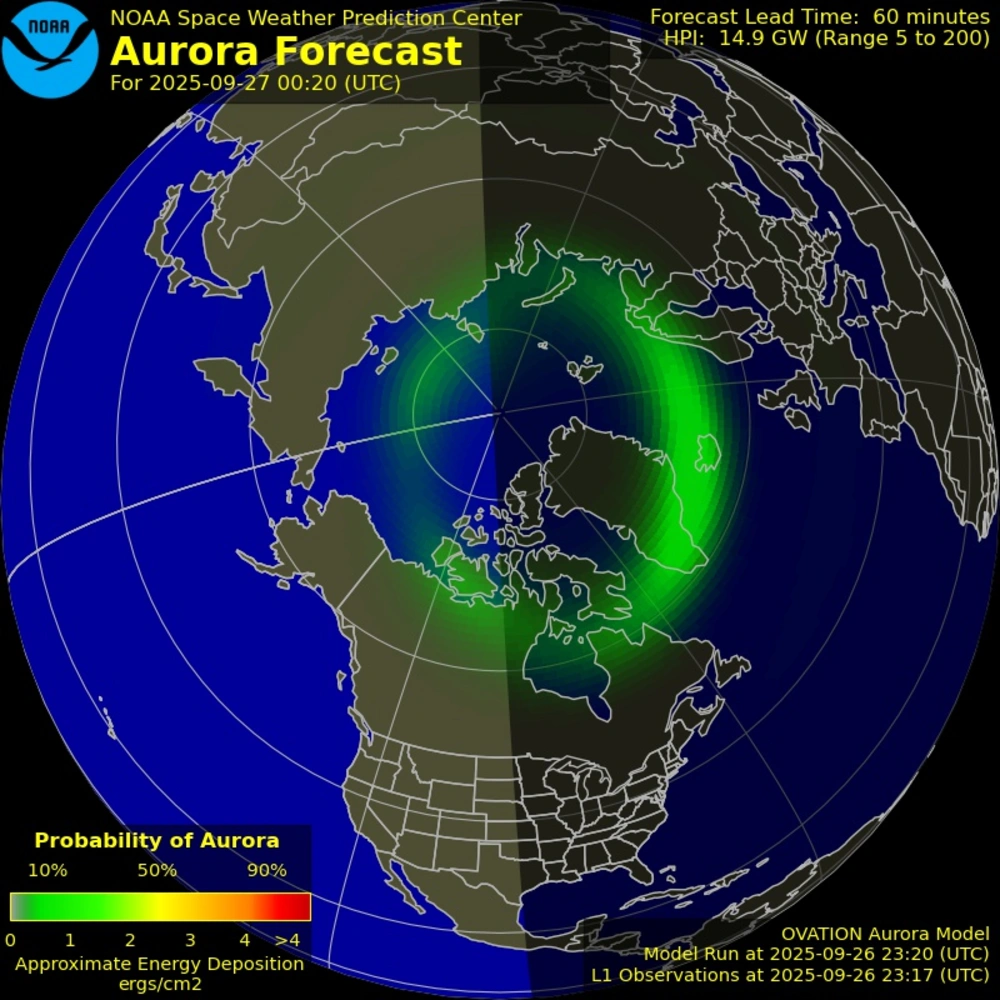 NOAA
NOAA Space Weather Prediction Center
Aurora Forecast
For 2025-09-27 00:20 (UTC)
Forecast Lead Time: 60 minutes
HPI: 14.9 GW (Range 5 to 200)
Probability of Aurora
10% 50% 90%
0 1 2 3 4 >4
Approximate Energy Deposition
ergs/cm2
OVATION Aurora Model
Model Run at 2025-09-26 23:20 (UTC)
L1 Observations at 2025-09-26 23:17 (UTC)